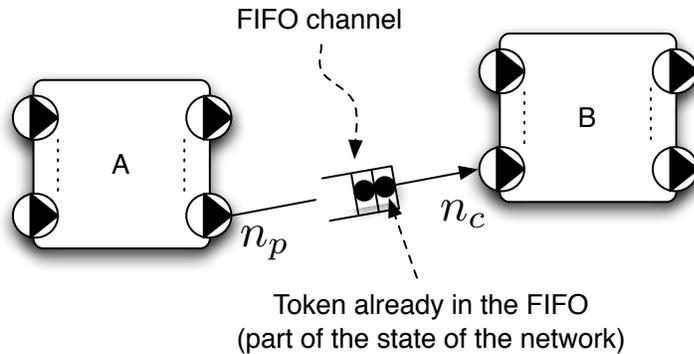 FIFO channel
A
B
n_p
n_c
Token already in the FIFO
(part of the state of the network)